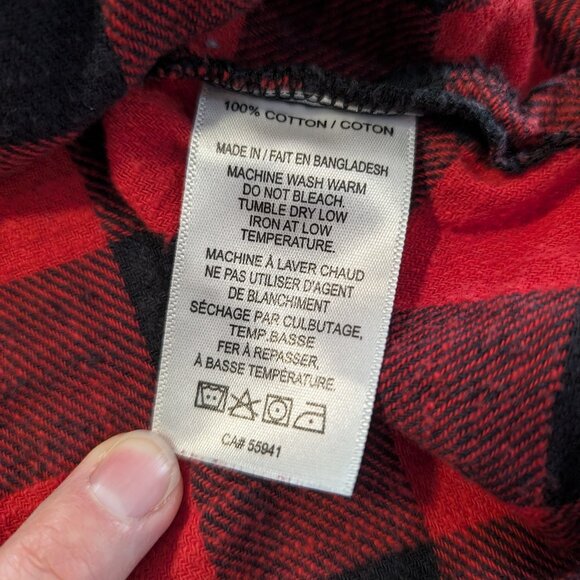 100% COTTON / COTON
MADE IN / FAIT EN BANGLADESH
MACHINE WASH WARM
DO NOT BLEACH.
TUMBLE DRY LOW
IRON AT LOW
TEMPERATURE.
MACHINE À LAVER CHAUD
NE PAS UTILISER D'AGENT
DE BLANCHIMENT
SÉCHAGE PAR CULBUTAGE,
TEMP.BASSE
FER À REPASSER,
À BASSE TEMPÉRATURE
CA# 55941